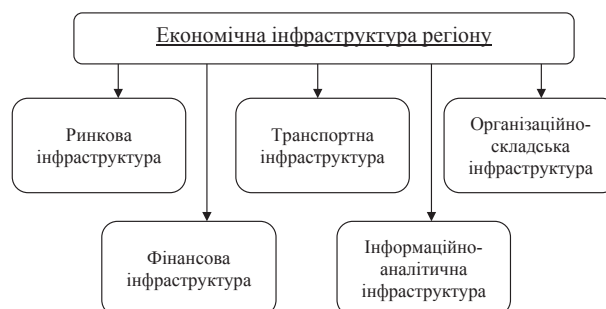 Економічна інфраструктура регіону
Ринкова
інфраструктура
Транспортна
інфраструктура
Організаційно-
складська
інфраструктура
Фінансова
інфраструктура
Інформаційно-
аналітична
інфраструктура